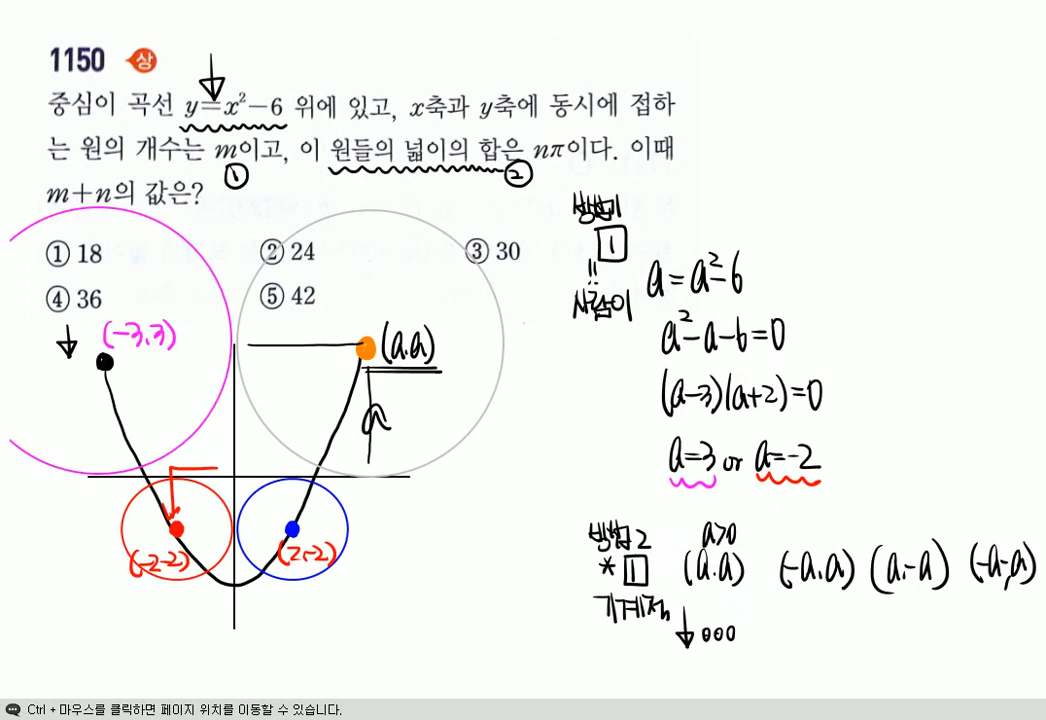 1150 상
중심이 곡선 y=x²-6 위에 있고, x축과 y축에 동시에 접하
는 원의 개수는 m이고, 이 원들의 넓이의 합은 nπ이다. 이때
① ②
m+n의 값은?
① 18 ② 24 ③ 30
④ 36 ⑤ 42
(-3,3)
(a,a)
a
(-2-2)
(2,-2)
방법1
1
a=a²-6
a²-a-6=0
(a-3)(a+2)=0
a=3 or a=-2
방법2
a>0
* 1 (a,a) (-a,a) (a,-a) (-a,-a)
Ctrl + 마우스를 클릭하면 페이지 위치를 이동할 수 있습니다.